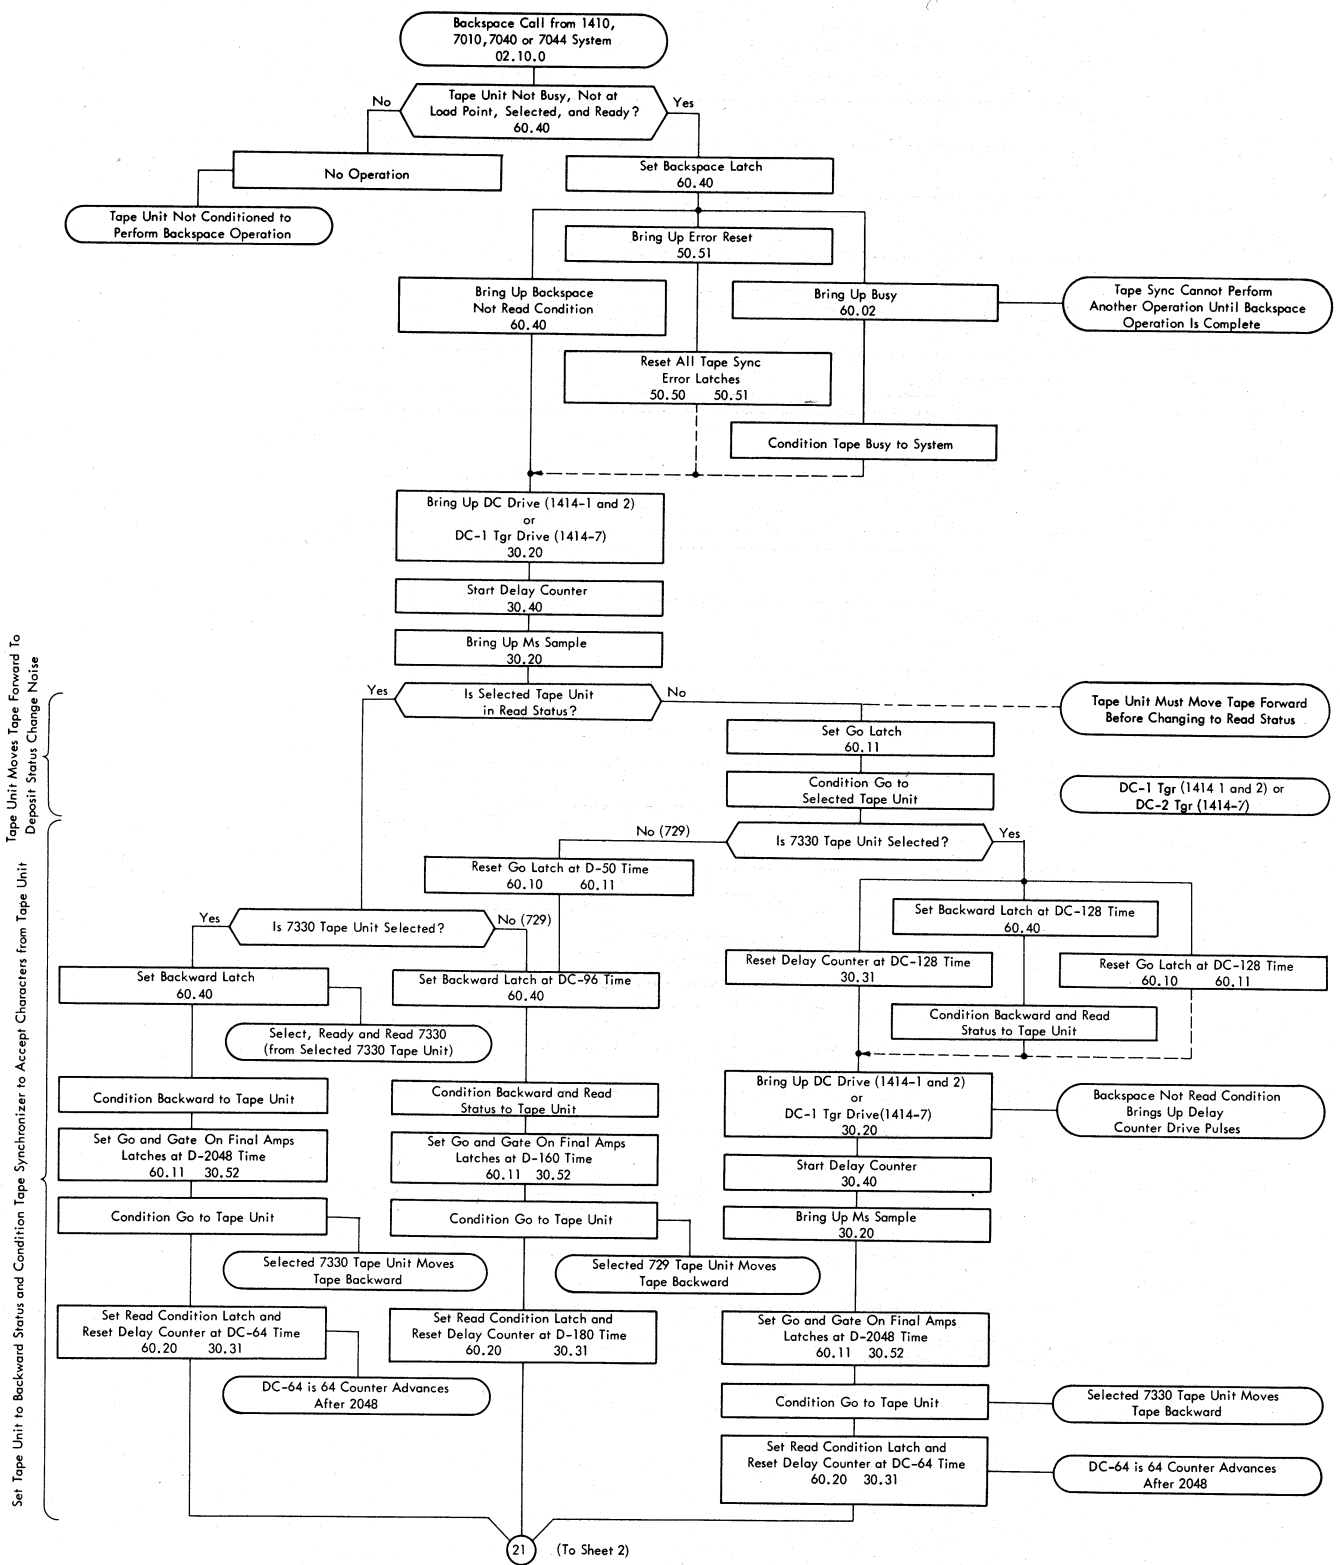 Backspace Call from 1410,
7010,7040 or 7044 System
02.10.0
Tape Unit Not Busy, Not at
Load Point, Selected, and Ready?
60.40
No
Yes
No Operation
Set Backspace Latch
60.40
Tape Unit Not Conditioned to
Perform Backspace Operation
Bring Up Error Reset
50.51
Bring Up Backspace
Not Read Condition
60.40
Bring Up Busy
60.02
Tape Sync Cannot Perform
Another Operation Until Backspace
Operation Is Complete
Reset All Tape Sync
Error Latches
50.50 50.51
Condition Tape Busy to System
Bring Up DC Drive (1414-1 and 2)
or
DC-1 Tgr Drive (1414-7)
30.20
Start Delay Counter
30.40
Bring Up Ms Sample
30.20
Tape Unit Moves Tape Forward To
Deposit Status Change Noise
Yes
Is Selected Tape Unit
in Read Status?
No
Tape Unit Must Move Tape Forward
Before Changing to Read Status
Set Go Latch
60.11
Condition Go to
Selected Tape Unit
DC-1 Tgr (1414 1 and 2) or
DC-2 Tgr (1414-7)
No (729)
Is 7330 Tape Unit Selected?
Yes
Reset Go Latch at D-50 Time
60.10 60.11
Set Tape Unit to Backward Status and Condition Tape Synchronizer to Accept Characters from Tape Unit
Yes
Is 7330 Tape Unit Selected?
No (729)
Set Backward Latch at DC-128 Time
60.40
Set Backward Latch
60.40
Set Backward Latch at DC-96 Time
60.40
Reset Delay Counter at DC-128 Time
30.31
Reset Go Latch at DC-128 Time
60.10 60.11
Select, Ready and Read 7330
(from Selected 7330 Tape Unit)
Condition Backward and Read
Status to Tape Unit
Condition Backward to Tape Unit
Condition Backward and Read
Status to Tape Unit
Bring Up DC Drive (1414-1 and 2)
or
DC-1 Tgr Drive(1414-7)
30.20
Backspace Not Read Condition
Brings Up Delay
Counter Drive Pulses
Set Go and Gate On Final Amps
Latches at D-2048 Time
60.11 30.52
Set Go and Gate On Final Amps
Latches at D-160 Time
60.11 30.52
Start Delay Counter
30.40
Condition Go to Tape Unit
Condition Go to Tape Unit
Bring Up Ms Sample
30.20
Selected 7330 Tape Unit Moves
Tape Backward
Selected 729 Tape Unit Moves
Tape Backward
Set Read Condition Latch and
Reset Delay Counter at DC-64 Time
60.20 30.31
Set Read Condition Latch and
Reset Delay Counter at D-180 Time
60.20 30.31
Set Go and Gate On Final Amps
Latches at D-2048 Time
60.11 30.52
DC-64 is 64 Counter Advances
After 2048
Condition Go to Tape Unit
Selected 7330 Tape Unit Moves
Tape Backward
Set Read Condition Latch and
Reset Delay Counter at DC-64 Time
60.20 30.31
DC-64 is 64 Counter Advances
After 2048
21
(To Sheet 2)